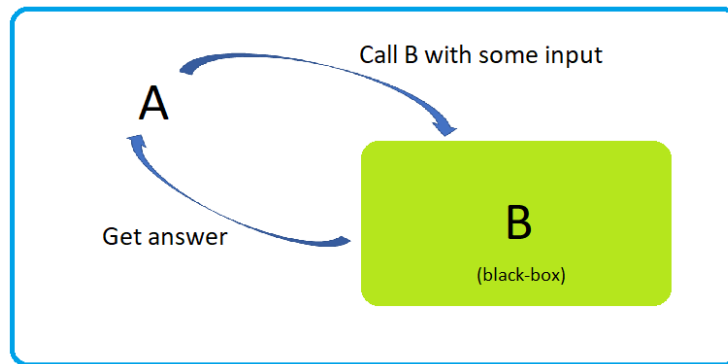 Call B with some input
A
Get answer
B
(black-box)